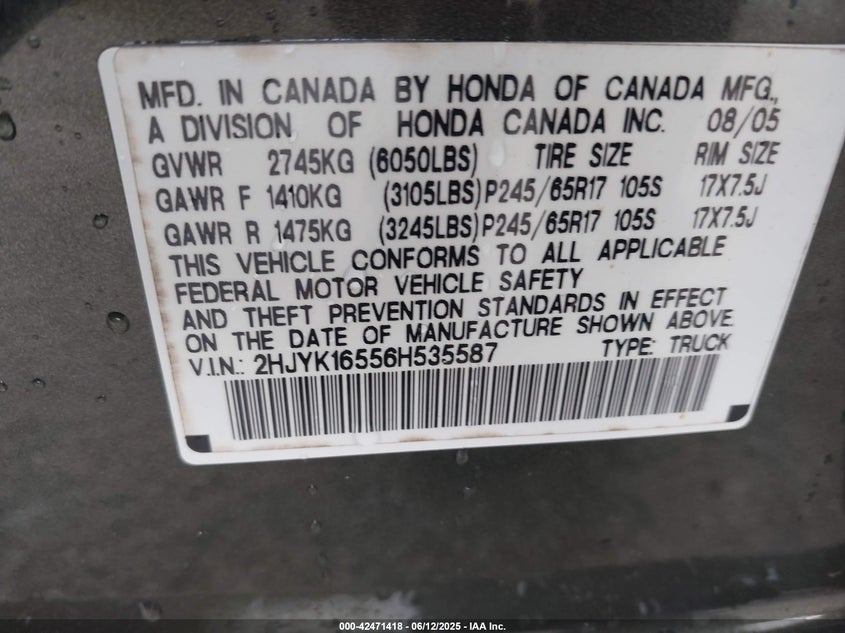 MFD. IN CANADA BY HONDA OF CANADA MFG.,
A DIVISION OF HONDA CANADA INC. 08/05
GVWR 2745KG (6050LBS) TIRE SIZE RIM SIZE
GAWR F 1410KG (3105LBS) P245/65R17 105S 17X7.5J
GAWR R 1475KG (3245LBS) P245/65R17 105S 17X7.5J
THIS VEHICLE CONFORMS TO ALL APPLICABLE
FEDERAL MOTOR VEHICLE SAFETY
AND THEFT PREVENTION STANDARDS IN EFFECT
ON THE DATE OF MANUFACTURE SHOWN ABOVE.
V.I.N.: 2HJYK16556H535587 TYPE: TRUCK
000-42471418 - 06/12/2025 - IAA Inc.